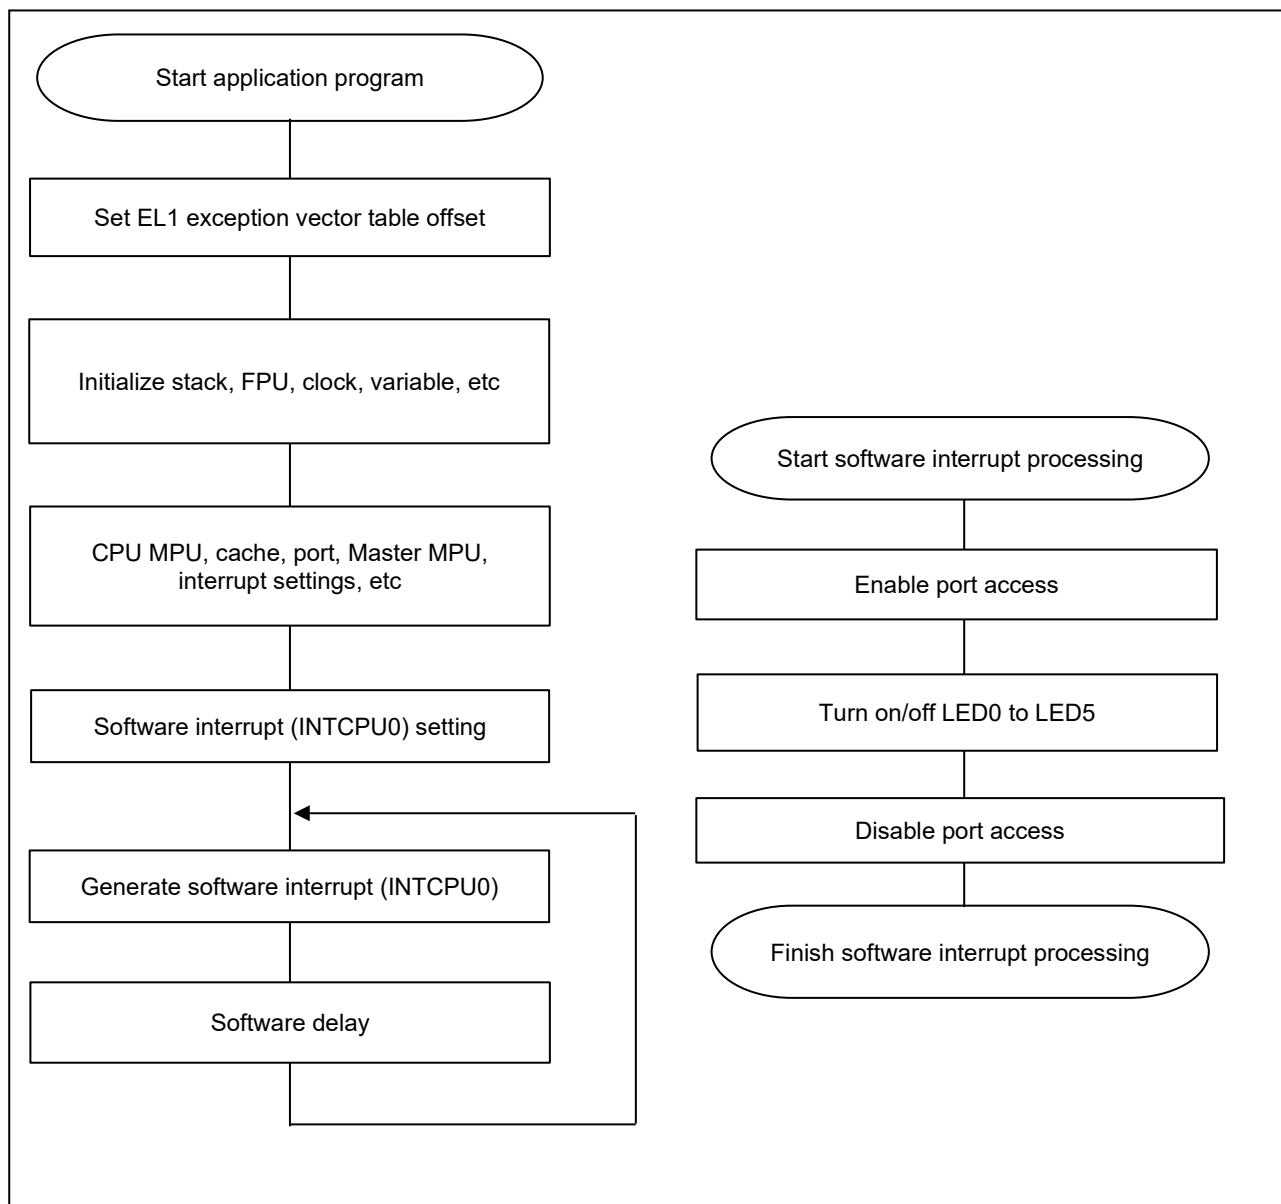 Start application program
Set EL1 exception vector table offset
Initialize stack, FPU, clock, variable, etc
CPU MPU, cache, port, Master MPU,
interrupt settings, etc
Software interrupt (INTCPU0) setting
Generate software interrupt (INTCPU0)
Software delay
Start software interrupt processing
Enable port access
Turn on/off LED0 to LED5
Disable port access
Finish software interrupt processing